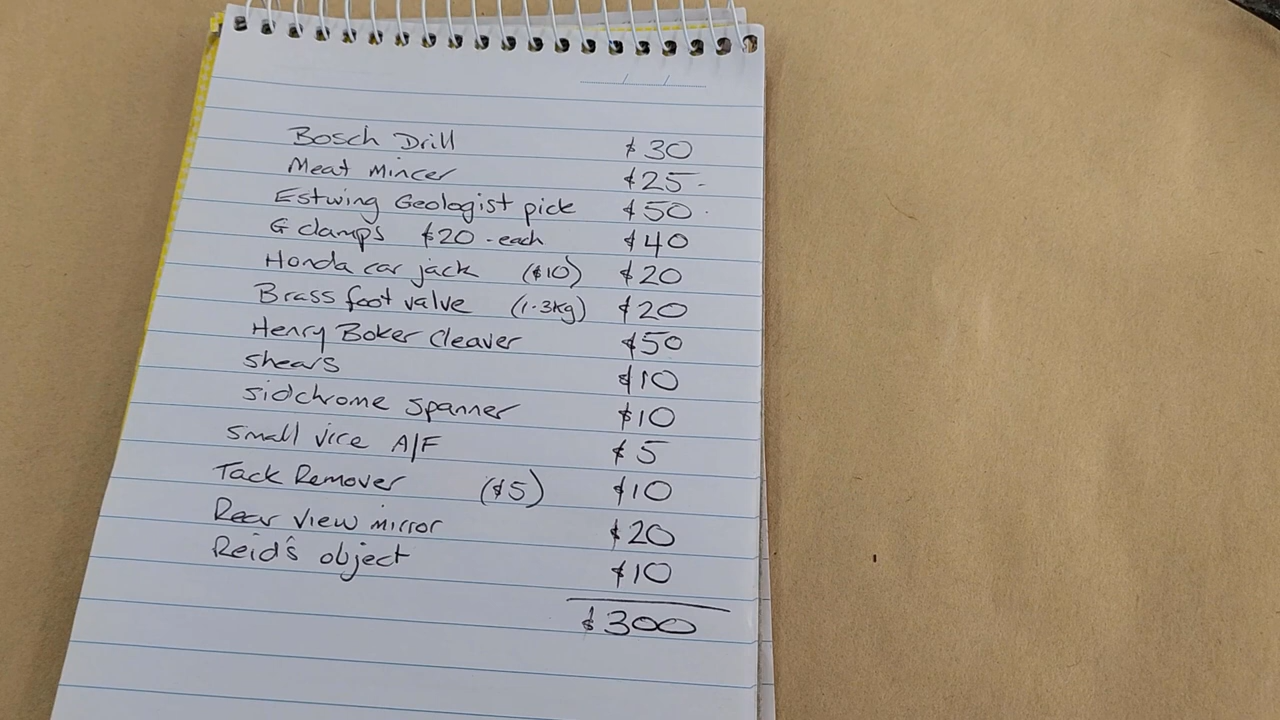 Bosch Drill $30
Meat Mincer $25-
Estwing Geologist pick $50.
G clamps $20-each $40
Honda car jack ($10) $20
Brass foot valve (1.3kg) $20
Henry Boker Cleaver $50
shears $10
sidchrome spanner $10
small vice A/F $5
Tack Remover ($5) $10
Rear view mirror $20
Reid's object $10
$300